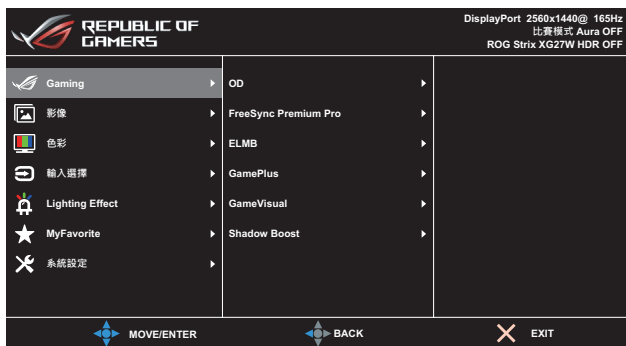 REPUBLIC OF
GAMERS
DisplayPort 2560x1440@ 165Hz
比賽模式 Aura OFF
ROG Strix XG27W HDR OFF
Gaming
影像
色彩
輸入選擇
Lighting Effect
MyFavorite
系統設定
OD
FreeSync Premium Pro
ELMB
GamePlus
GameVisual
Shadow Boost
MOVE/ENTER
BACK
EXIT